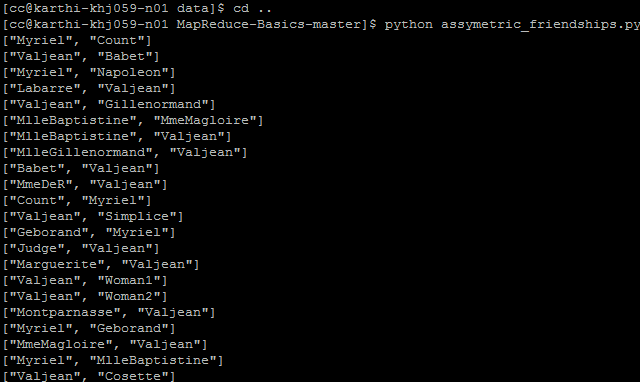 [cc@karthi-khj059-n01 data]$ cd ..
[cc@karthi-khj059-n01 MapReduce-Basics-master]$ python assymetric_friendships.py
["Myriel", "Count"]
["Valjean", "Babet"]
["Myriel", "Napoleon"]
["Labarre", "Valjean"]
["Valjean", "Gillenormand"]
["MlleBaptistine", "MmeMagloire"]
["MlleBaptistine", "Valjean"]
["MlleGillenormand", "Valjean"]
["Babet", "Valjean"]
["MmeDeR", "Valjean"]
["Count", "Myriel"]
["Valjean", "Simplice"]
["Geborand", "Myriel"]
["Judge", "Valjean"]
["Marguerite", "Valjean"]
["Valjean", "Woman1"]
["Valjean", "Woman2"]
["Montparnasse", "Valjean"]
["Myriel", "Geborand"]
["MmeMagloire", "Valjean"]
["Myriel", "MlleBaptistine"]
["Valjean", "Cosette"]